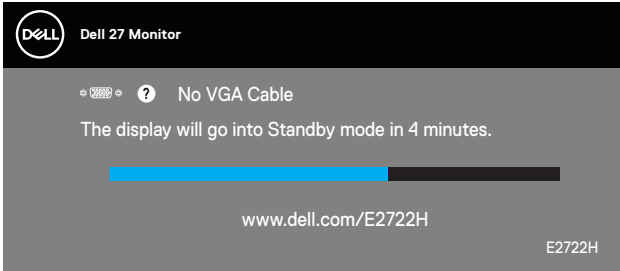 DELL
Dell 27 Monitor
? No VGA Cable
The display will go into Standby mode in 4 minutes.
www.dell.com/E2722H
E2722H